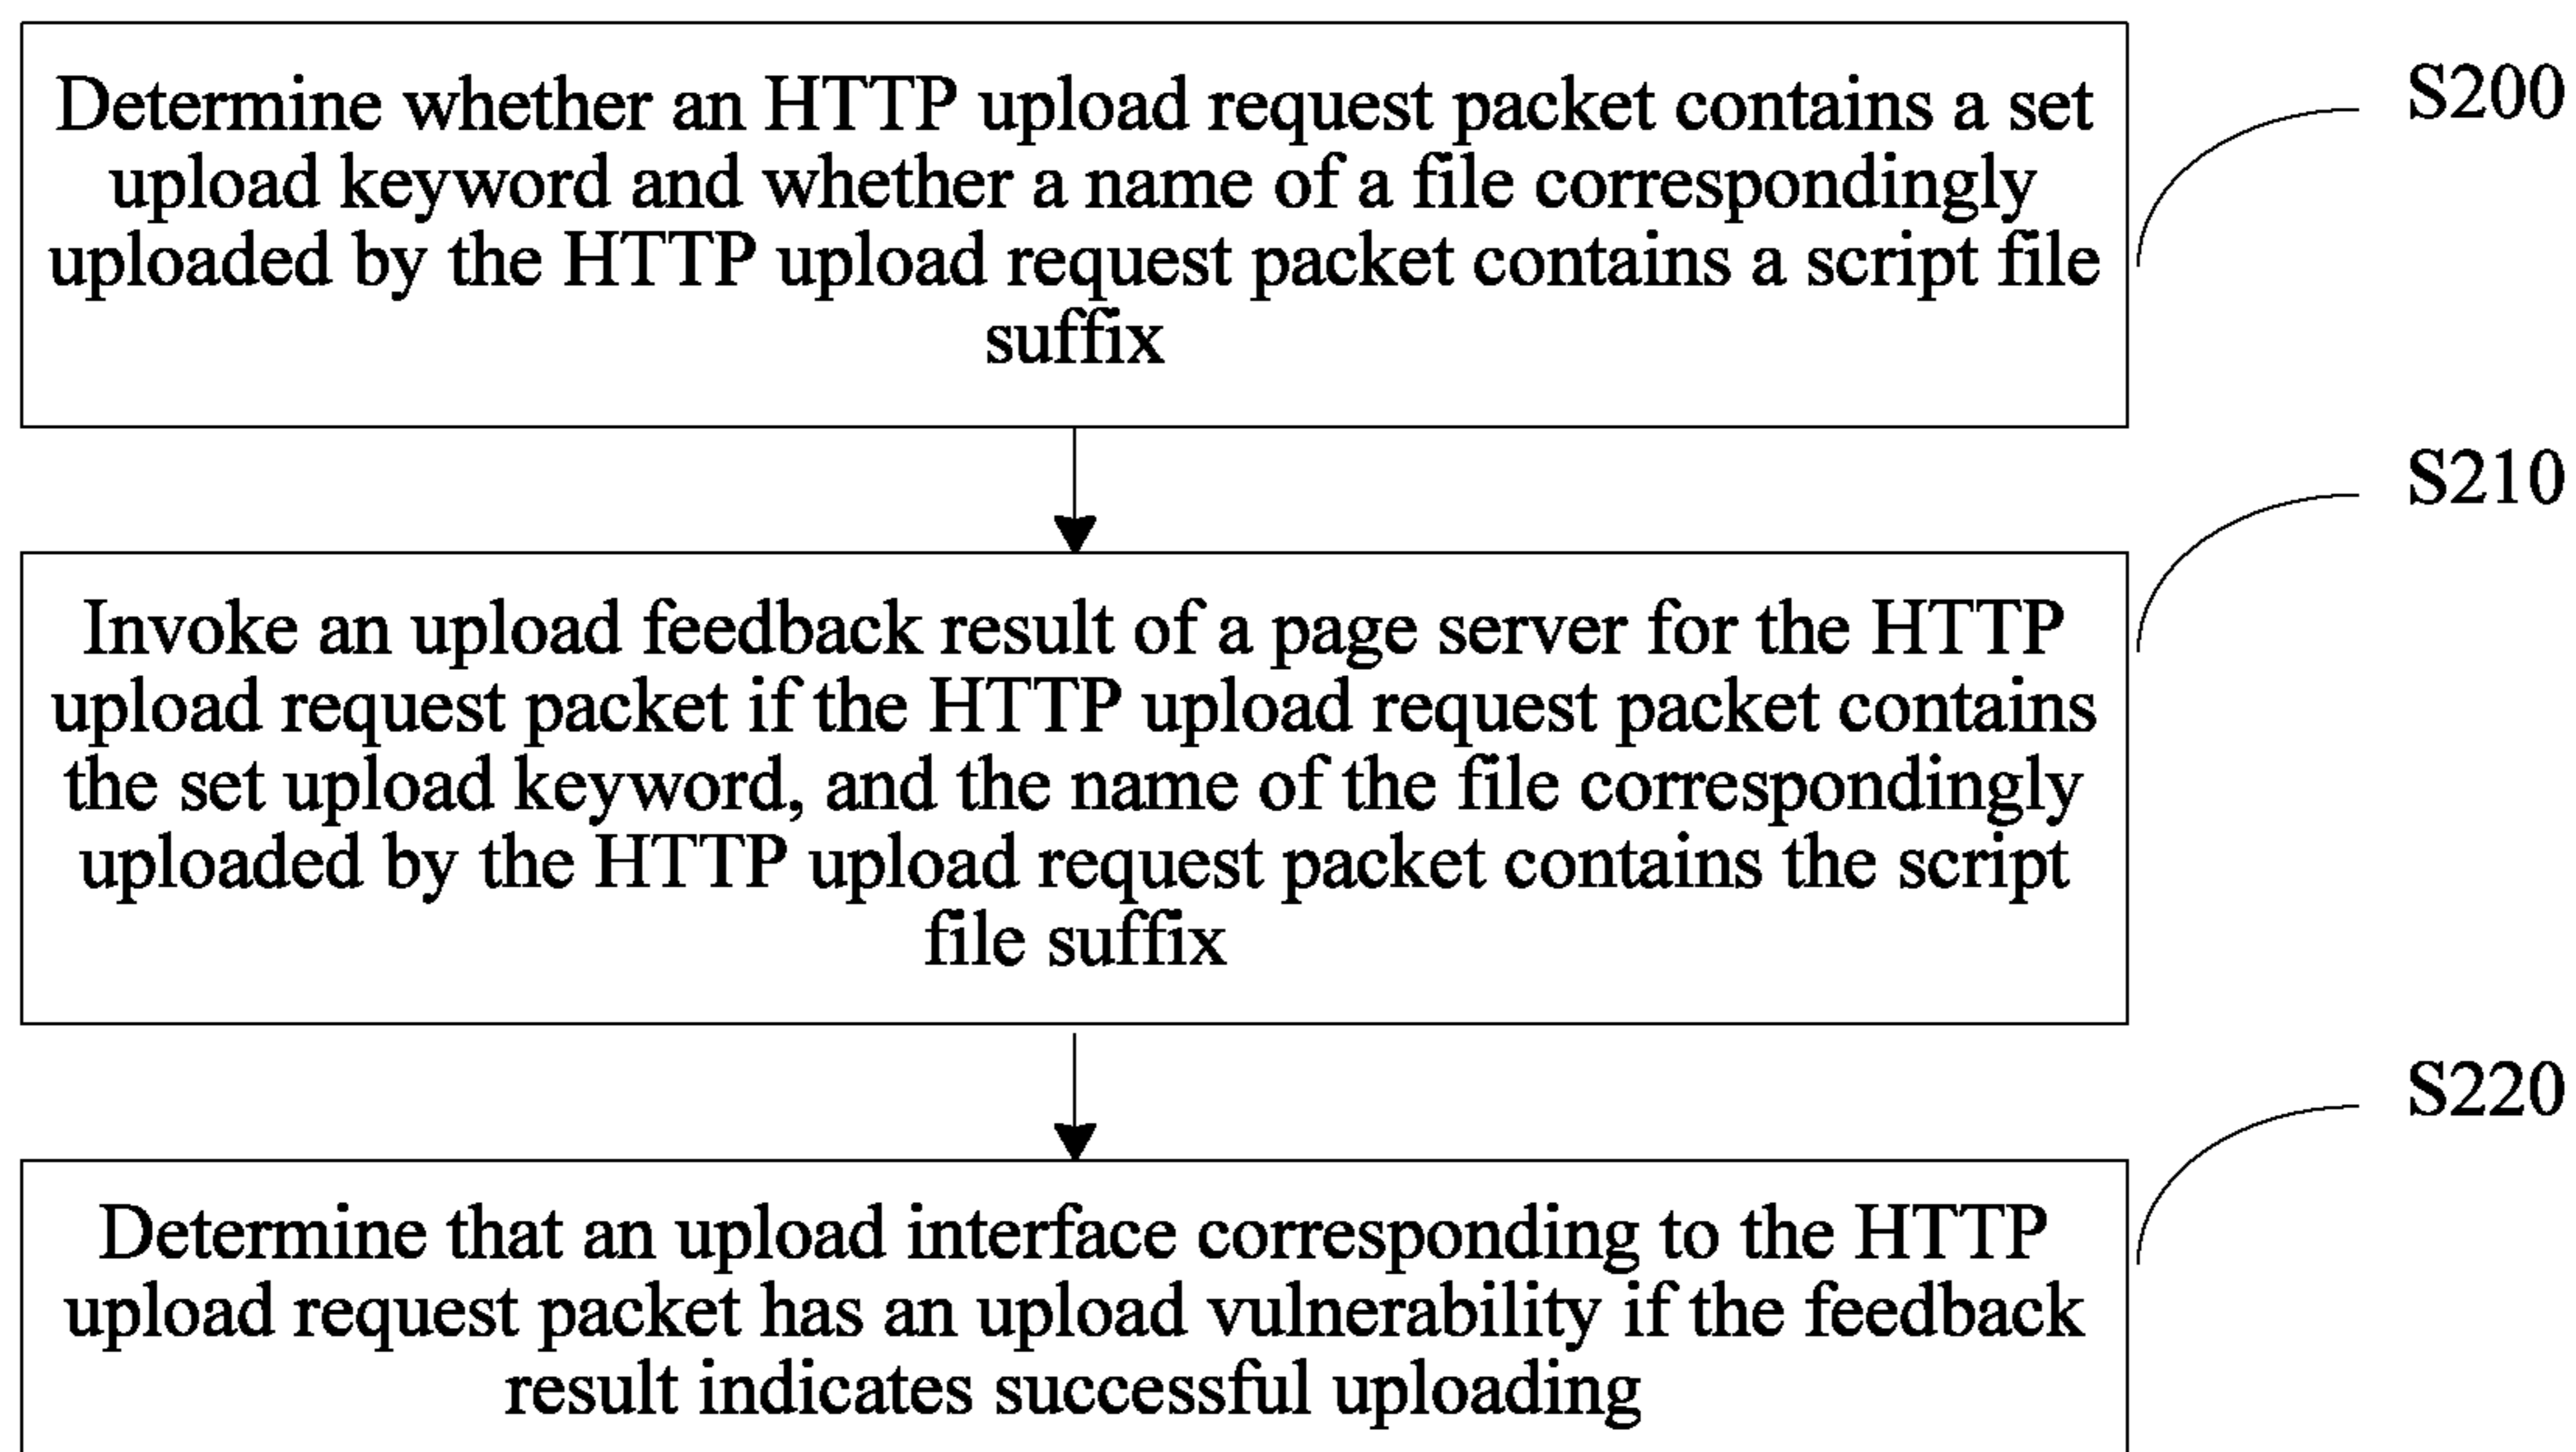 Determine whether an HTTP upload request packet contains a set
upload keyword and whether a name of a file correspondingly
uploaded by the HTTP upload request packet contains a script file
suffix
S200
Invoke an upload feedback result of a page server for the HTTP
upload request packet if the HTTP upload request packet contains
the set upload keyword, and the name of the file correspondingly
uploaded by the HTTP upload request packet contains the script
file suffix
S210
Determine that an upload interface corresponding to the HTTP
upload request packet has an upload vulnerability if the feedback
result indicates successful uploading
S220